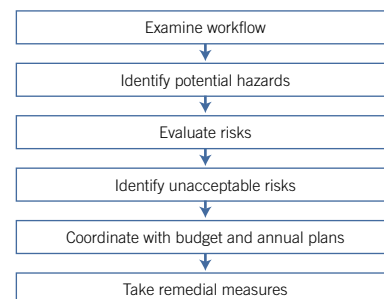 Examine workflow
Identify potential hazards
Evaluate risks
Identify unacceptable risks
Coordinate with budget and annual plans
Take remedial measures